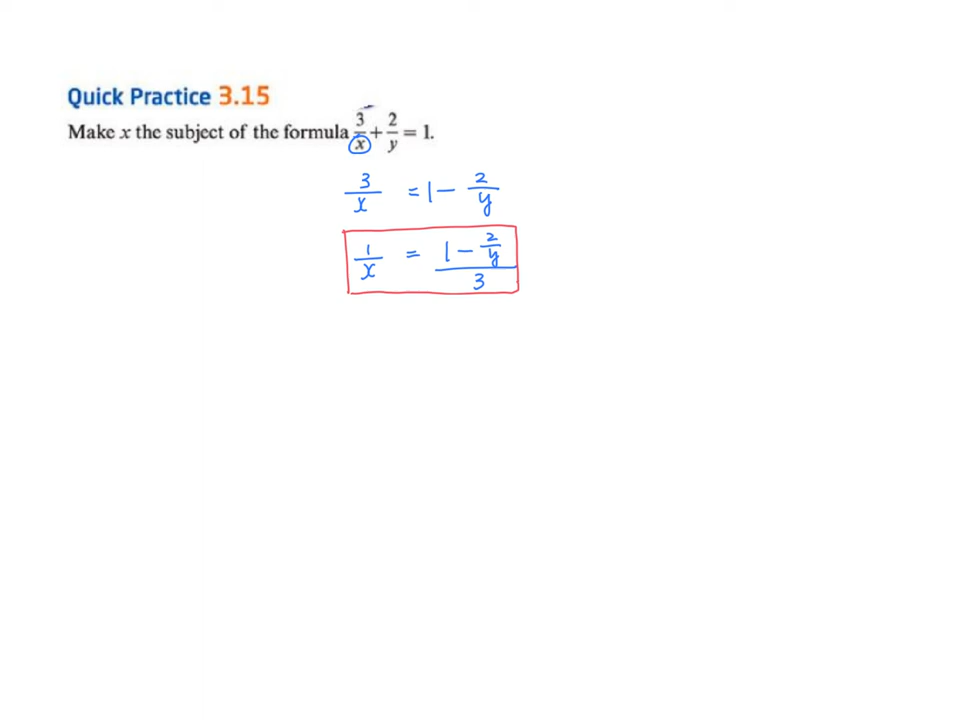 Quick Practice 3.15
Make x the subject of the formula 3/x + 2/y = 1.
3/x = 1 - 2/y
1/x = (1 - 2/y)/3